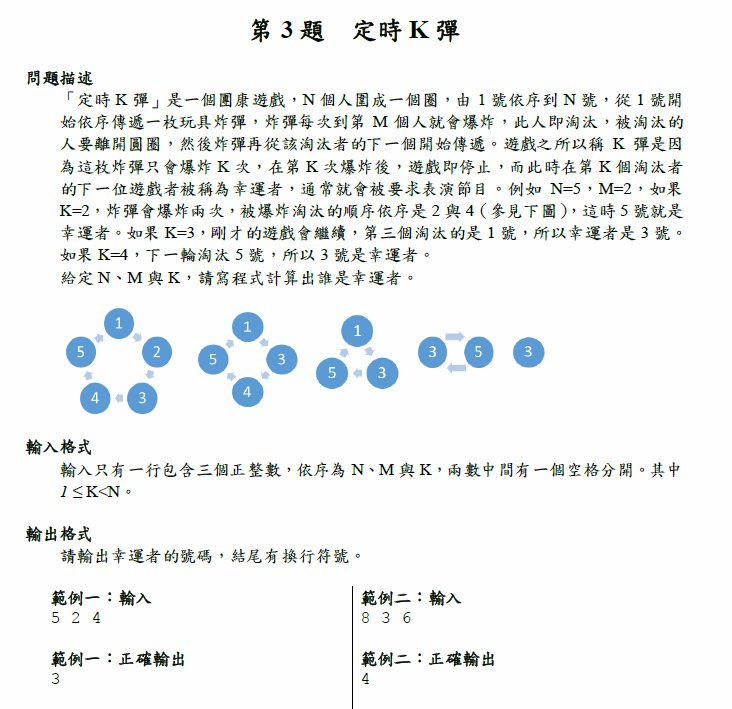 第 3 題　定時 K 彈
問題描述
「定時 K 彈」是一個團康遊戲，N 個人圍成一個圈，由 1 號依序到 N 號，從 1 號開
始依序傳遞一枚玩具炸彈，炸彈每次到第 M 個人就會爆炸，此人即淘汰，被淘汰的
人要離開圓圈，然後炸彈再從該淘汰者的下一個開始傳遞。遊戲之所以稱 K 彈是因
為這枚炸彈只會爆炸 K 次，在第 K 次爆炸後，遊戲即停止，而此時在第 K 個淘汰者
的下一位遊戲者被稱為幸運者，通常就會被要求表演節目。例如 N=5，M=2，如果
K=2，炸彈會爆炸兩次，被爆炸淘汰的順序依序是 2 與 4（參見下圖），這時 5 號就是
幸運者。如果 K=3，剛才的遊戲會繼續，第三個淘汰的是 1 號，所以幸運者是 3 號。
如果 K=4，下一輪淘汰 5 號，所以 3 號是幸運者。
給定 N、M 與 K，請寫程式計算出誰是幸運者。
1 2 3 4 5
1 3 4 5
1 3 5
3 5
3
輸入格式
輸入只有一行包含三個正整數，依序為 N、M 與 K，兩數中間有一個空格分開。其中
1 ≤ K<N。
輸出格式
請輸出幸運者的號碼，結尾有換行符號。
範例一：輸入
5 2 4
範例一：正確輸出
3
範例二：輸入
8 3 6
範例二：正確輸出
4